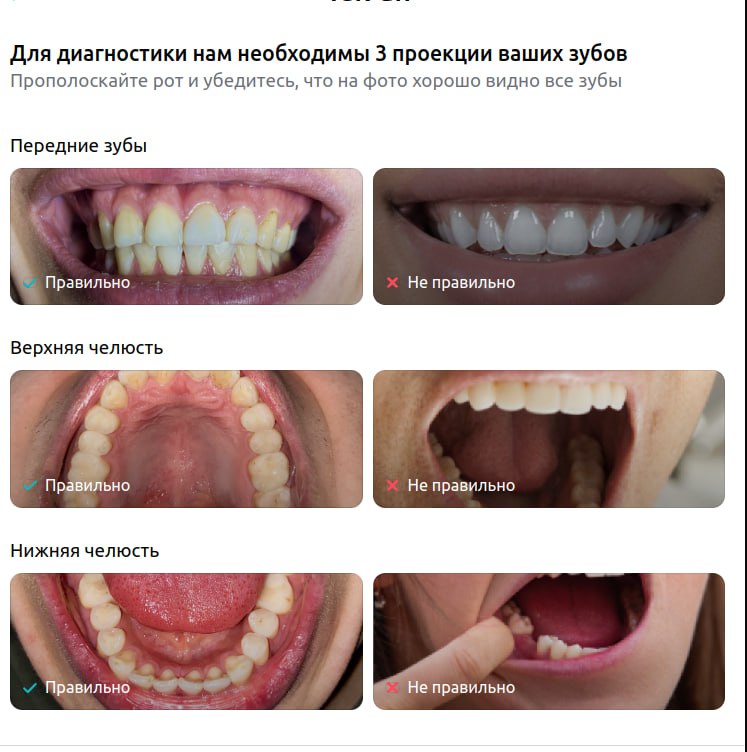 Для диагностики нам необходимы 3 проекции ваших зубов
Прополоскайте рот и убедитесь, что на фото хорошо видно все зубы
Передние зубы
Правильно
Не правильно
Верхняя челюсть
Правильно
Не правильно
Нижняя челюсть
Правильно
Не правильно